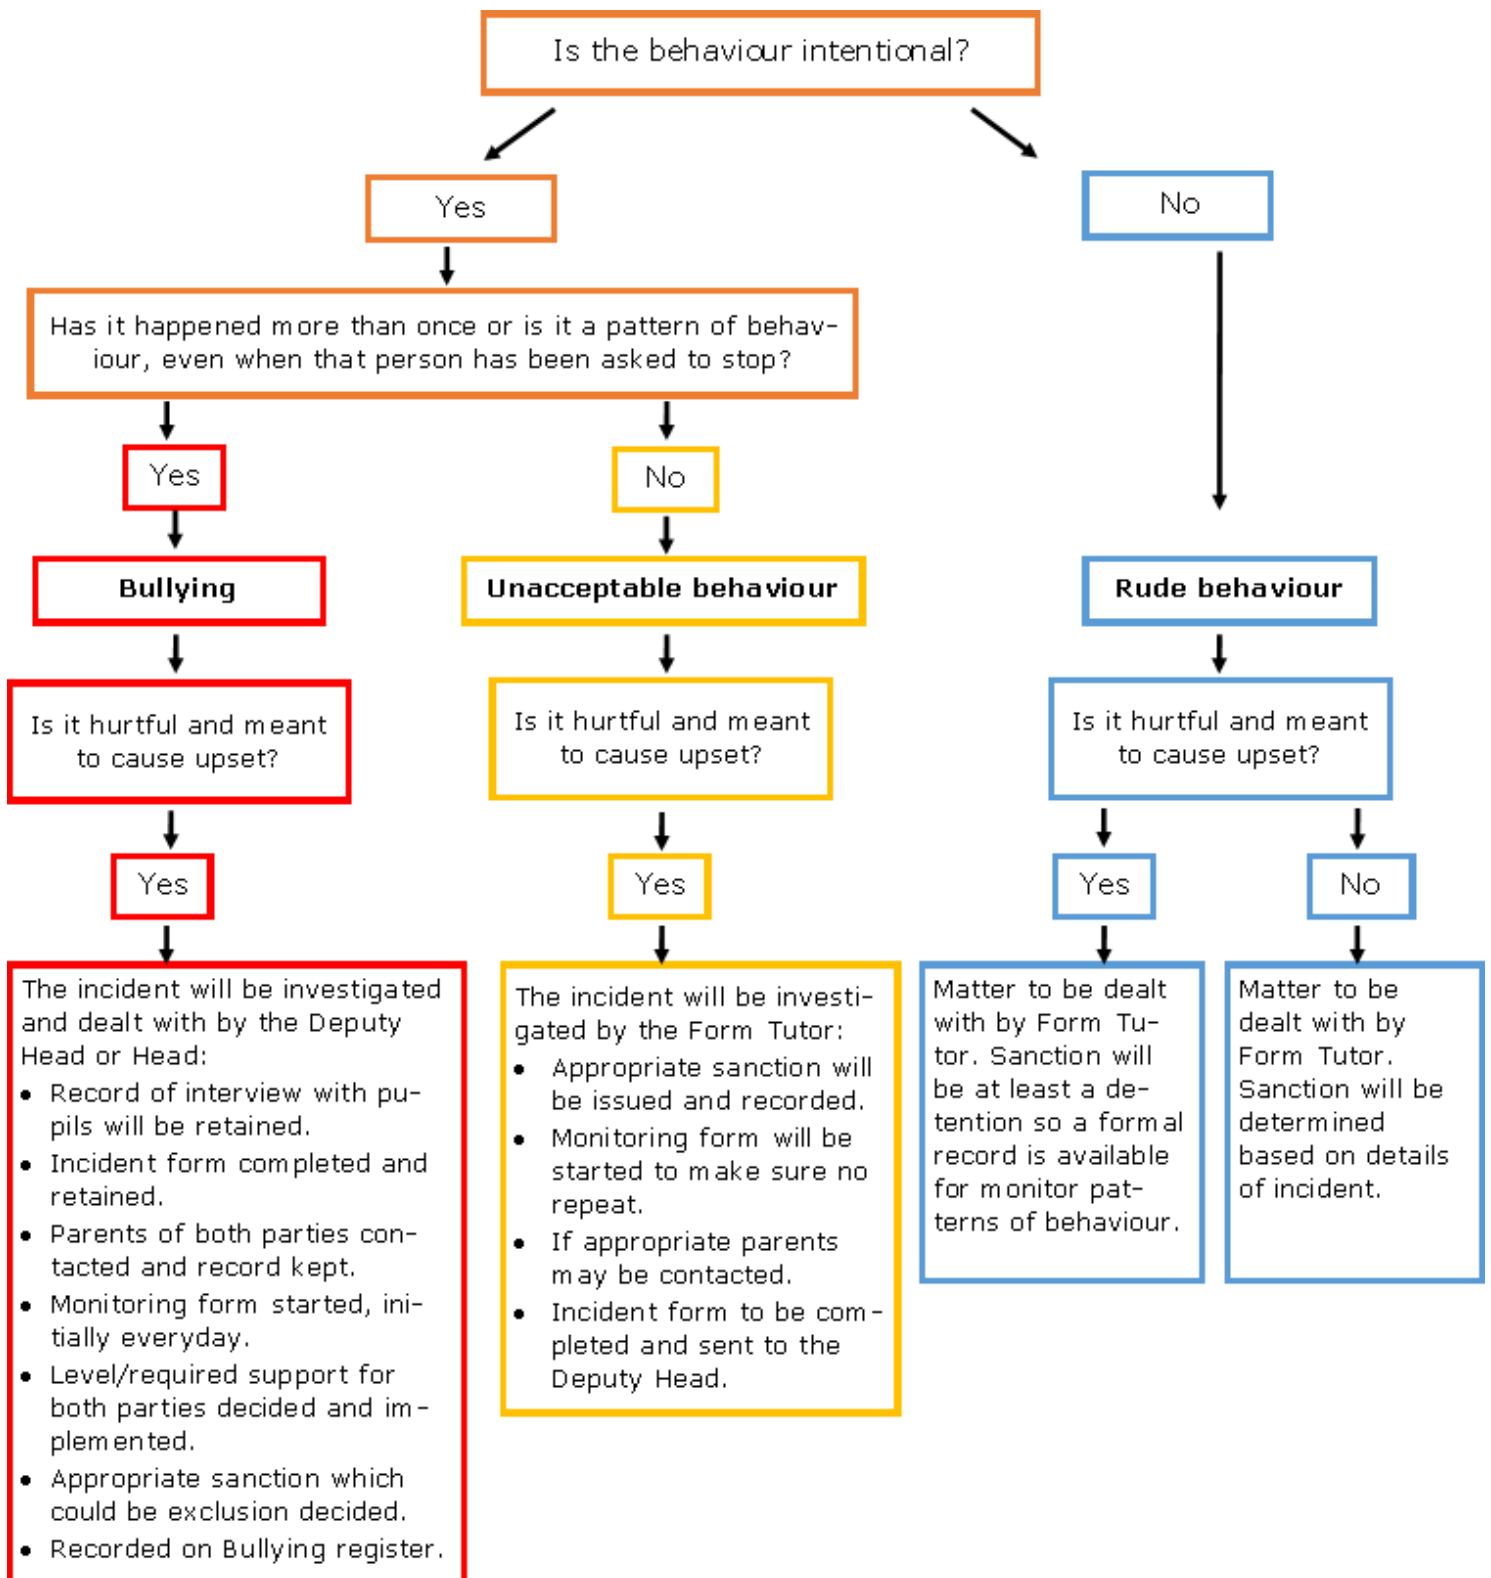 Is the behaviour intentional?
Yes
No
Has it happened more than once or is it a pattern of behav-
iour, even when that person has been asked to stop?
Yes
No
Bullying
Unacceptable behaviour
Rude behaviour
Is it hurtful and meant
to cause upset?
Is it hurtful and meant
to cause upset?
Is it hurtful and meant
to cause upset?
Yes
Yes
Yes
No
The incident will be investigated
and dealt with by the Deputy
Head or Head:
• Record of interview with pu-
pils will be retained.
• Incident form completed and
retained.
• Parents of both parties con-
tacted and record kept.
• Monitoring form started, ini-
tially everyday.
• Level/required support for
both parties decided and im-
plemented.
• Appropriate sanction which
could be exclusion decided.
• Recorded on Bullying register.
The incident will be investi-
gated by the Form Tutor:
• Appropriate sanction will
be issued and recorded.
• Monitoring form will be
started to make sure no
repeat.
• If appropriate parents
may be contacted.
• Incident form to be com-
pleted and sent to the
Deputy Head.
Matter to be dealt
with by Form Tu-
tor. Sanction will
be at least a de-
tention so a formal
record is available
for monitor pat-
terns of behaviour.
Matter to be
dealt with by
Form Tutor.
Sanction will be
determined
based on details
of incident.